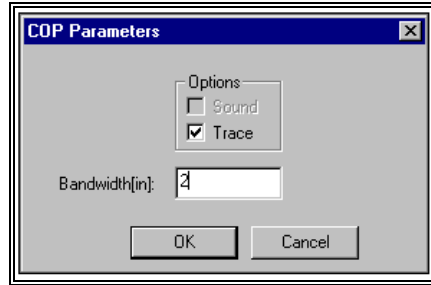 COP Parameters
Options
Sound
Trace
Bandwidth[in]: 2
OK Cancel